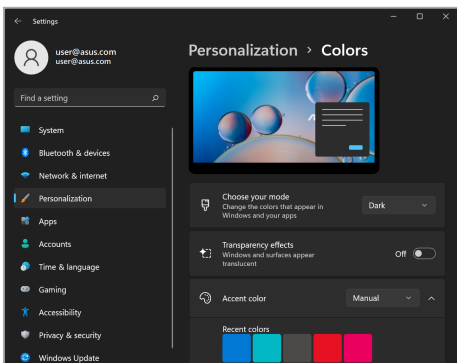 Settings
user@asus.com
user@asus.com
Find a setting
System
Bluetooth & devices
Network & internet
Personalization
Apps
Accounts
Time & language
Gaming
Accessibility
Privacy & security
Windows Update
Personalization > Colors
Choose your mode
Change the colors that appear in
Windows and your apps
Dark
Transparency effects
Windows and surfaces appear
translucent
Off
Accent color
Manual
Recent colors